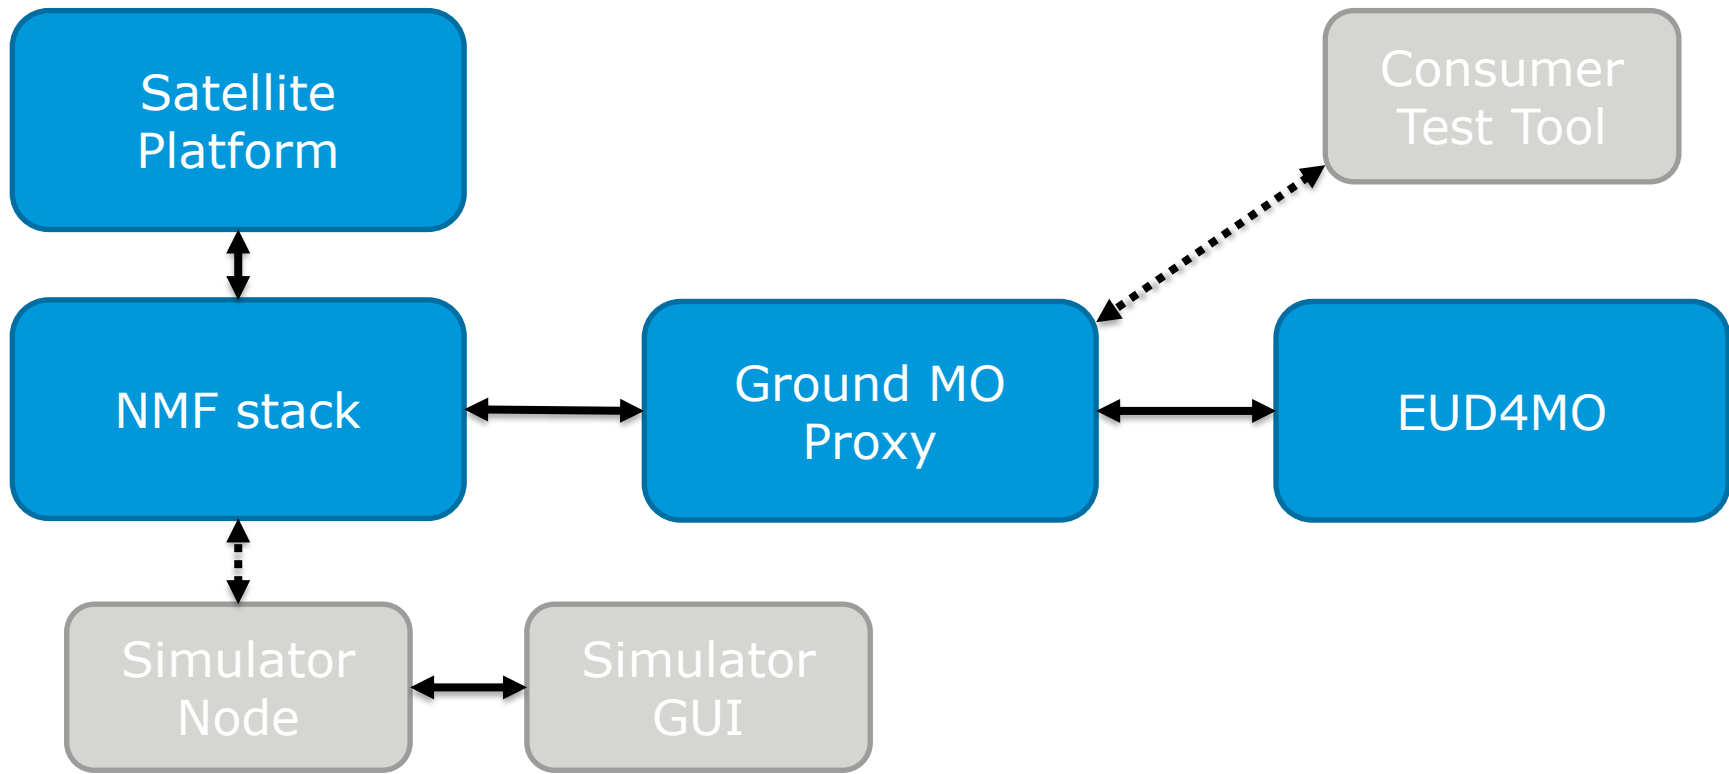 Satellite
Platform
Consumer
Test Tool
NMF stack
Ground MO
Proxy
EUD4MO
Simulator
Node
Simulator
GUI